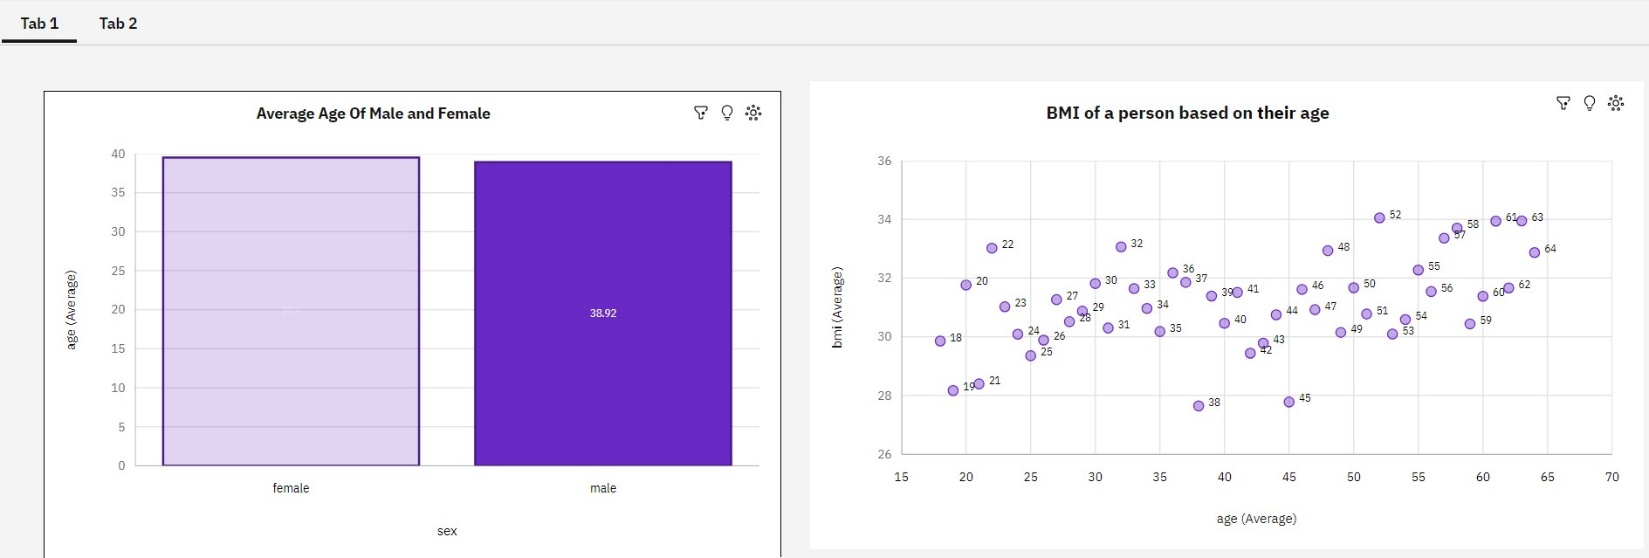 Tab 1 Tab 2
Average Age Of Male and Female
40
35
30
25
20
15
10
5
0
age (Average)
38.92
female male
sex
BMI of a person based on their age
36
34
32
30
28
26
bmi (Average)
52
61 63
58
57
22 32 48 64
55
36
37
20 30 50 62
33 46 56
39 41 60
27
23 29 34 47
28 44 51
31 40 54 59
24 35 49 53
18 26 43
25 42
19 21
38 45
15 20 25 30 35 40 45 50 55 60 65 70
age (Average)